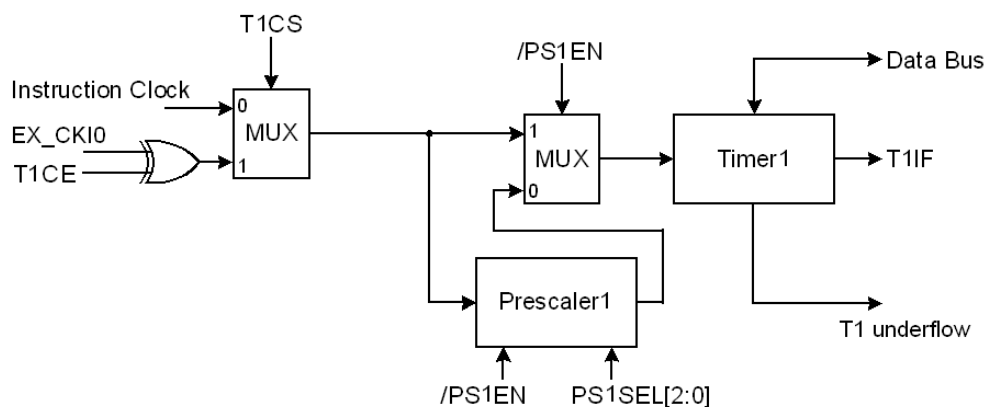 T1CS
/PS1EN
Data Bus
Instruction Clock
0
MUX
EX_CKI0
1
T1CE
1
MUX
0
Timer1
T1IF
Prescaler1
T1 underflow
/PS1EN
PS1SEL[2:0]